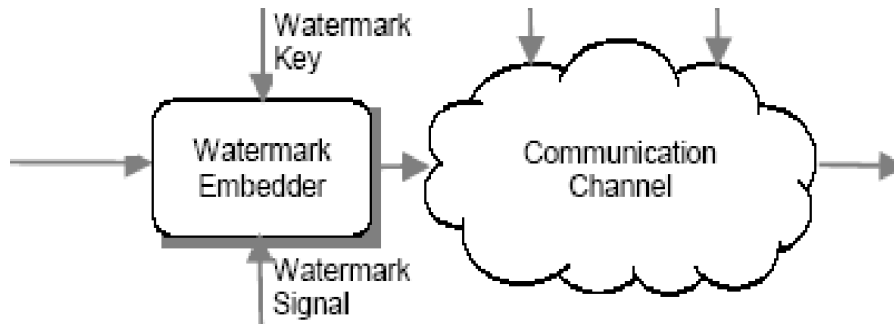 Watermark
Key
Watermark
Embedder
Communication
Channel
Watermark
Signal